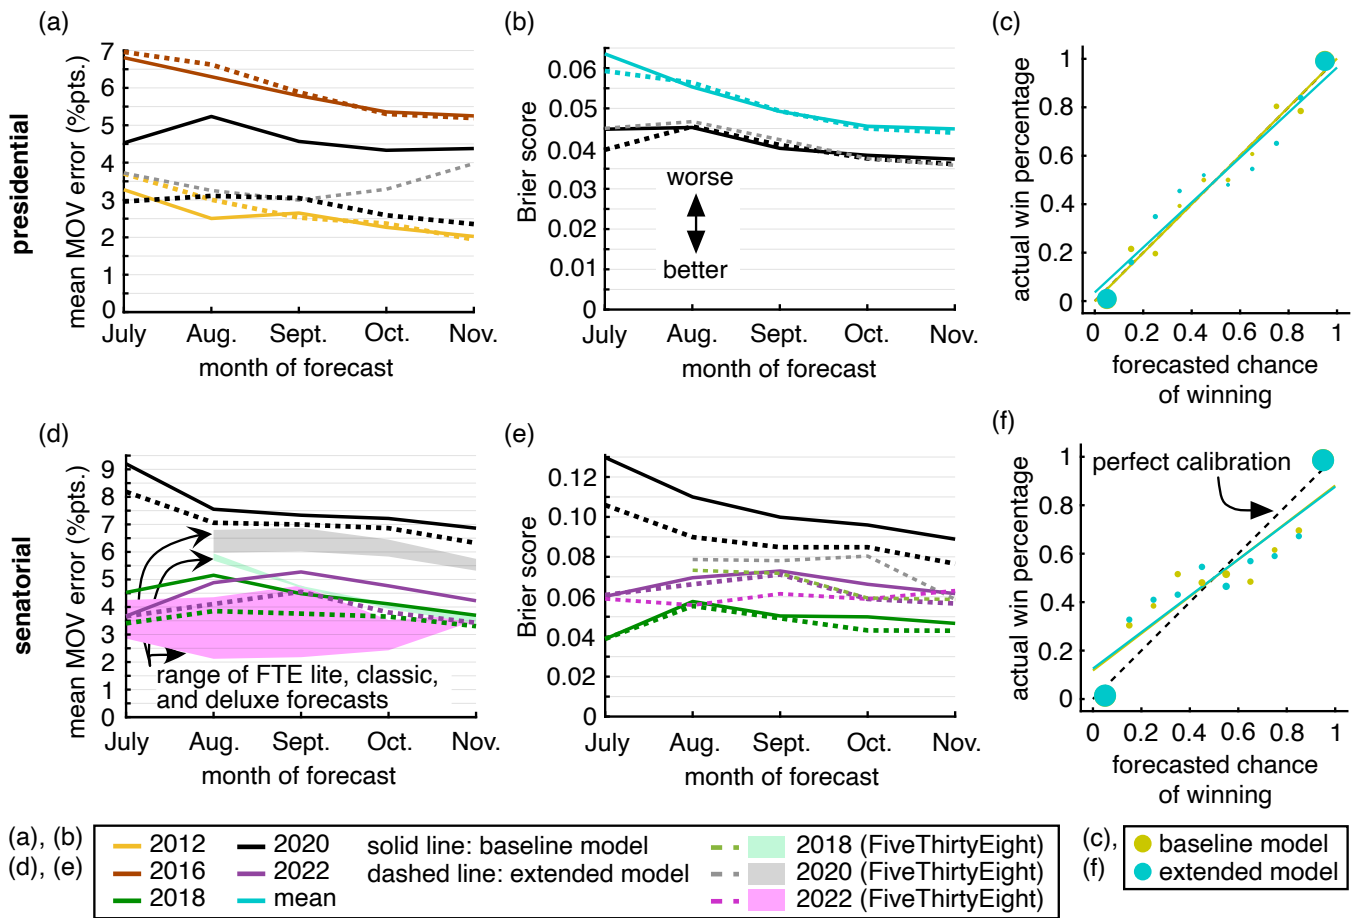 (a)
(b)
(c)
presidential
mean MOV error (%pts.)
7
6
5
4
3
2
1
0
July Aug. Sept. Oct. Nov.
month of forecast
Brier score
0.06
0.05
0.04
0.03
0.02
0.01
0
worse
better
July Aug. Sept. Oct. Nov.
month of forecast
actual win percentage
1
0.8
0.6
0.4
0.2
0
0 0.2 0.4 0.6 0.8 1
forecasted chance
of winning
(d)
(e)
(f)
senatorial
mean MOV error (%pts.)
9
8
7
6
5
4
3
2
1
0
range of FTE lite, classic,
and deluxe forecasts
July Aug. Sept. Oct. Nov.
month of forecast
Brier score
0.12
0.10
0.08
0.06
0.04
0.02
0
July Aug. Sept. Oct. Nov.
month of forecast
actual win percentage
1
0.8
0.6
0.4
0.2
0
perfect calibration
0 0.2 0.4 0.6 0.8 1
forecasted chance
of winning
(a), (b)
(d), (e)
2012 2020 solid line: baseline model 2018 (FiveThirtyEight)
2016 2022 dashed line: extended model 2020 (FiveThirtyEight)
2018 mean 2022 (FiveThirtyEight)
(c),
(f)
baseline model
extended model